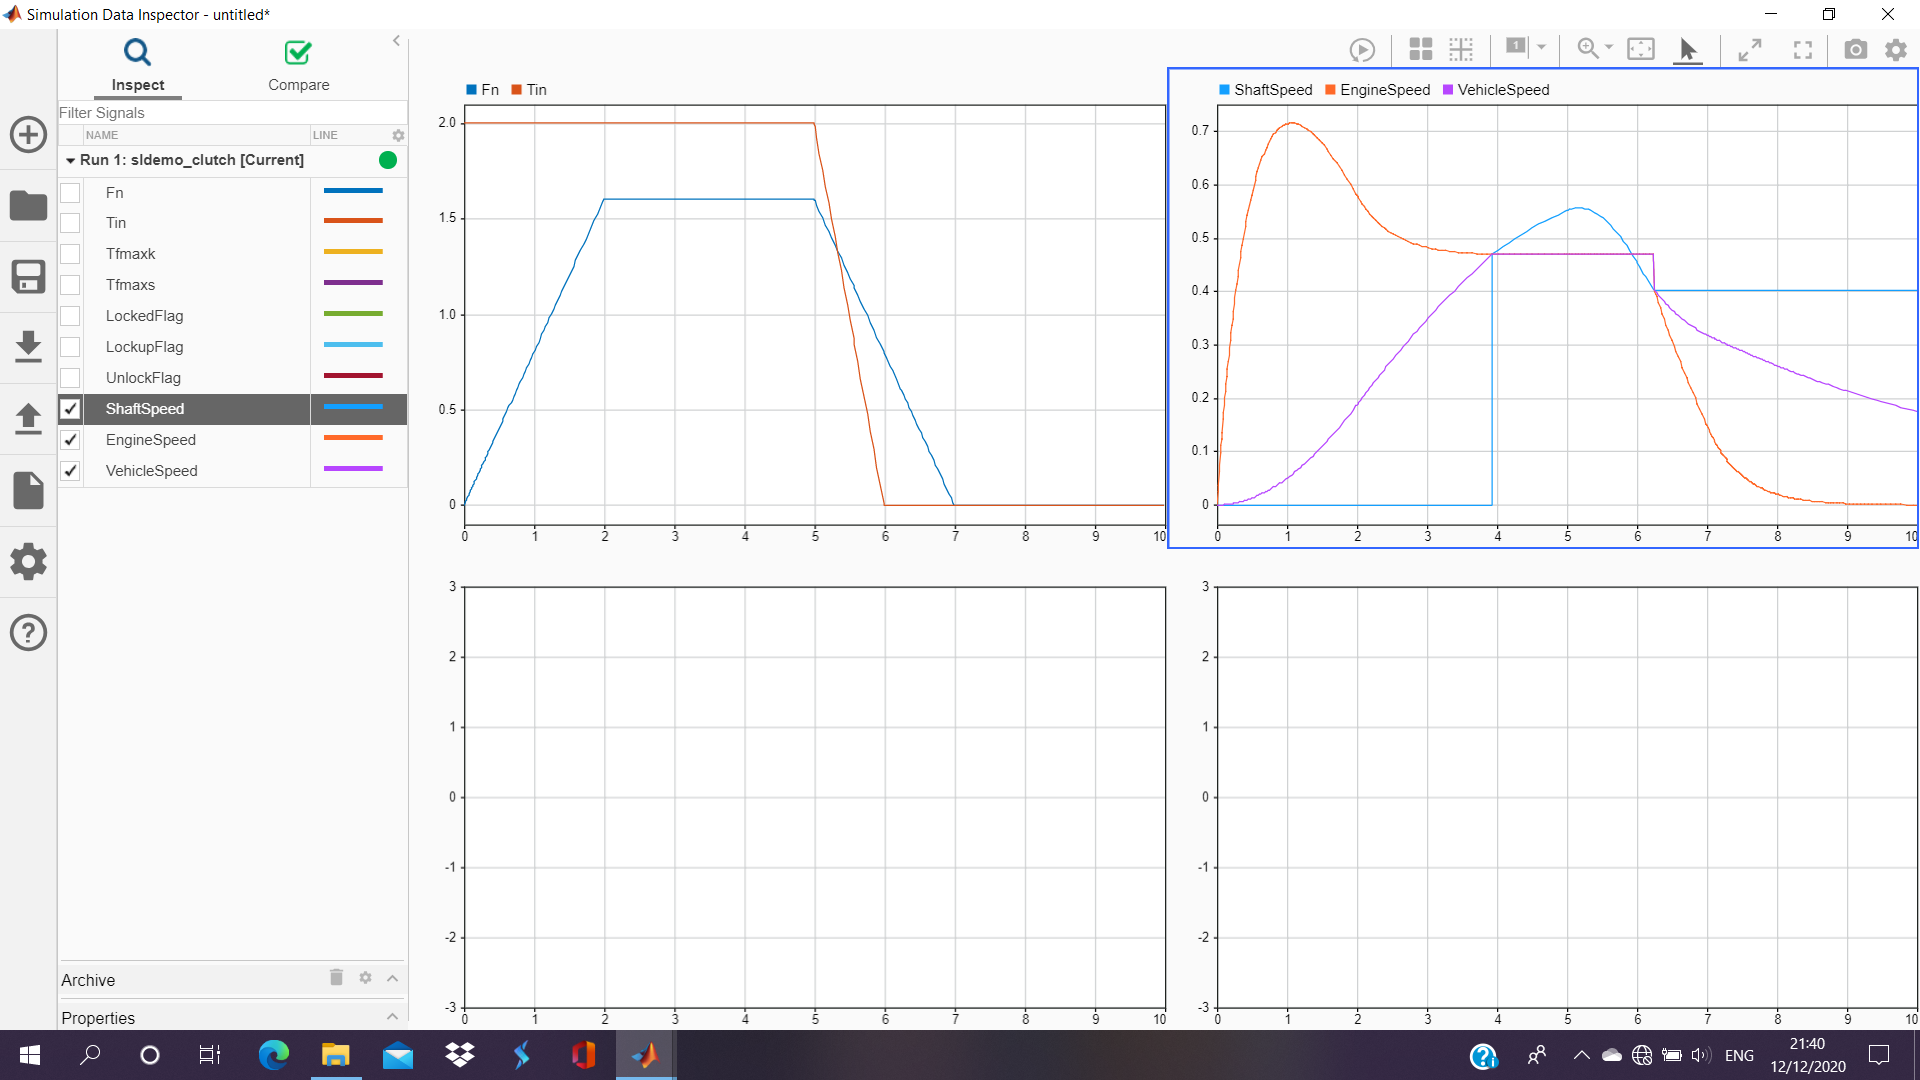 Simulation Data Inspector - untitled*
Inspect
Compare
Filter Signals
NAME LINE
Run 1: sldemo_clutch [Current]
Fn
Tin
Tfmaxk
Tfmaxs
LockedFlag
LockupFlag
UnlockFlag
ShaftSpeed
EngineSpeed
VehicleSpeed
Archive
Properties
1
Fn Tin
2.0
1.5
1.0
0.5
0
0 1 2 3 4 5 6 7 8 9 10
ShaftSpeed EngineSpeed VehicleSpeed
0.7
0.6
0.5
0.4
0.3
0.2
0.1
0
0 1 2 3 4 5 6 7 8 9 10
3
2
1
0
-1
-2
-3
0 1 2 3 4 5 6 7 8 9 10
3
2
1
0
-1
-2
-3
0 1 2 3 4 5 6 7 8 9 10
ENG
21:40
12/12/2020